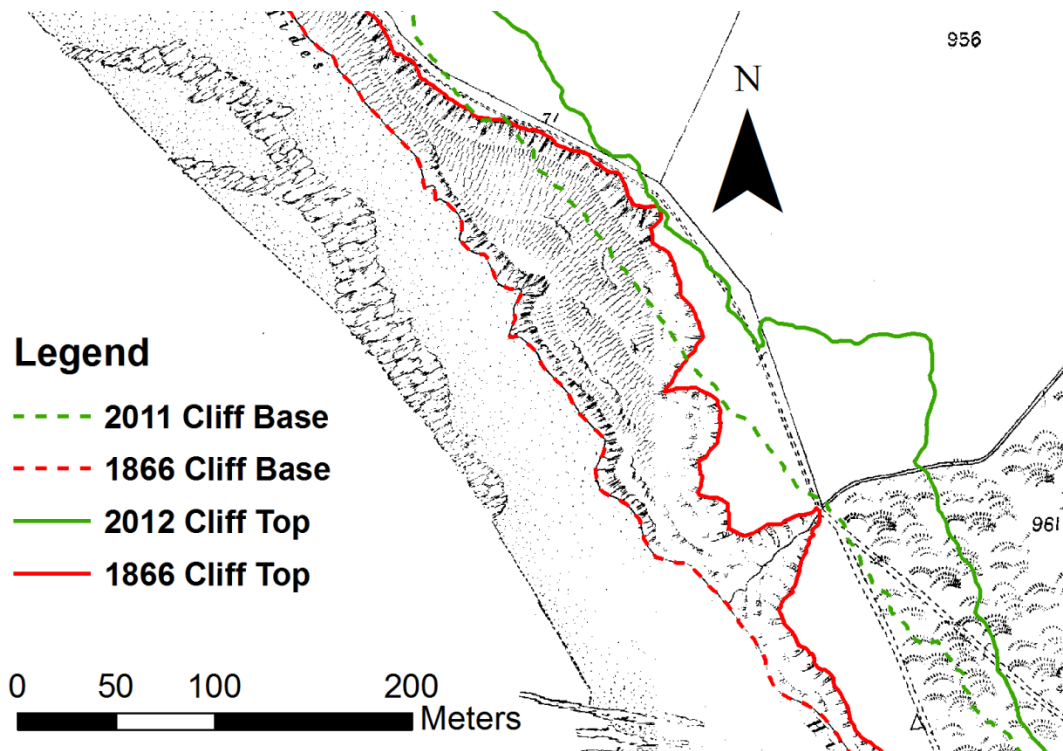 956
N
71
Legend
2011 Cliff Base
1866 Cliff Base
2012 Cliff Top
1866 Cliff Top
961
0 50 100 200
Meters